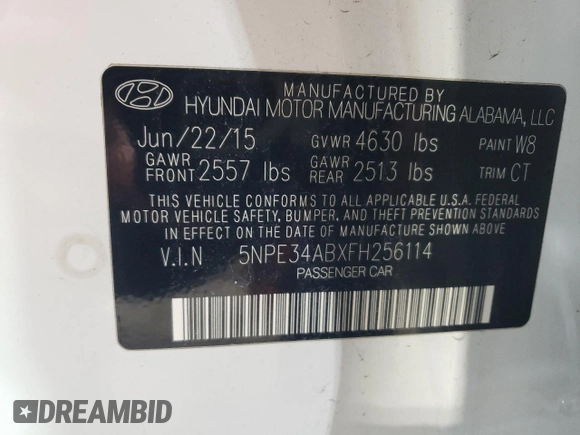 MANUFACTURED BY
HYUNDAI MOTOR MANUFACTURING ALABAMA, LLC
Jun/22/15 GVWR 4630 lbs PAINT W8
GAWR FRONT 2557 lbs GAWR REAR 2513 lbs TRIM CT
THIS VEHICLE CONFORMS TO ALL APPLICABLE U.S.A. FEDERAL
MOTOR VEHICLE SAFETY, BUMPER, AND THEFT PREVENTION STANDARDS
IN EFFECT ON THE DATE OF MANUFACTURE SHOWN ABOVE.
V.I.N 5NPE34ABXFH256114
PASSENGER CAR
DREAMBID